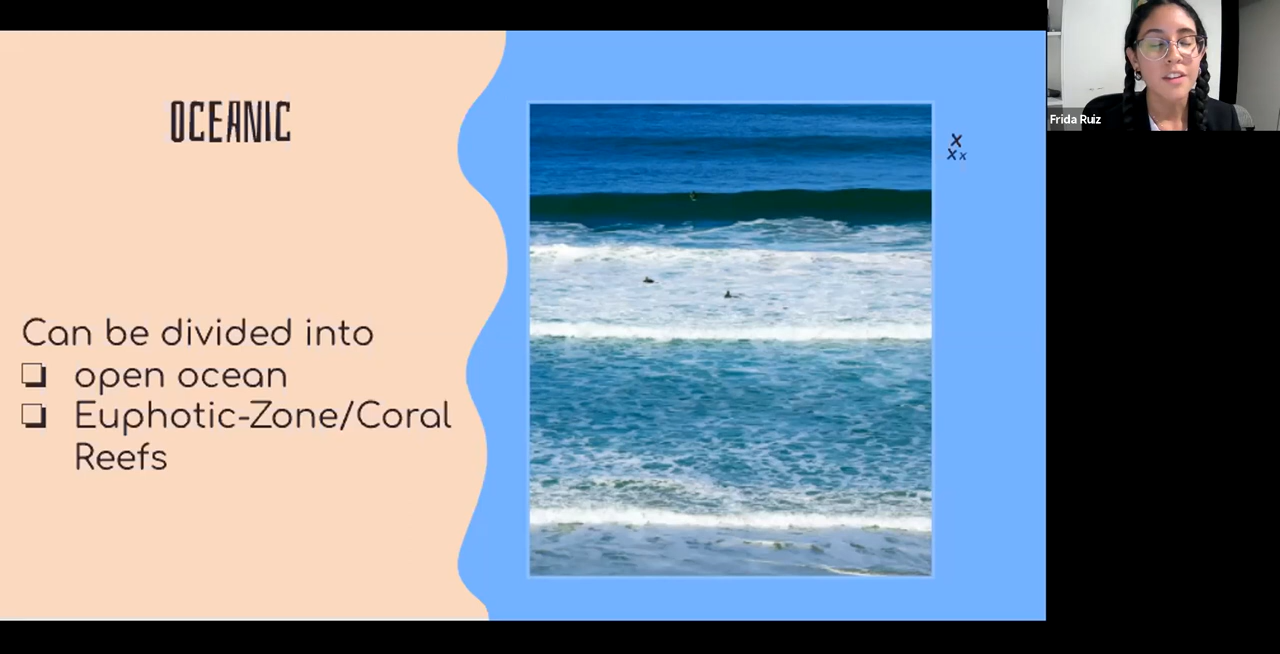 OCEANIC
Can be divided into
❏ open ocean
❏ Euphotic-Zone/Coral
Reefs
X
X x
Frida Ruiz